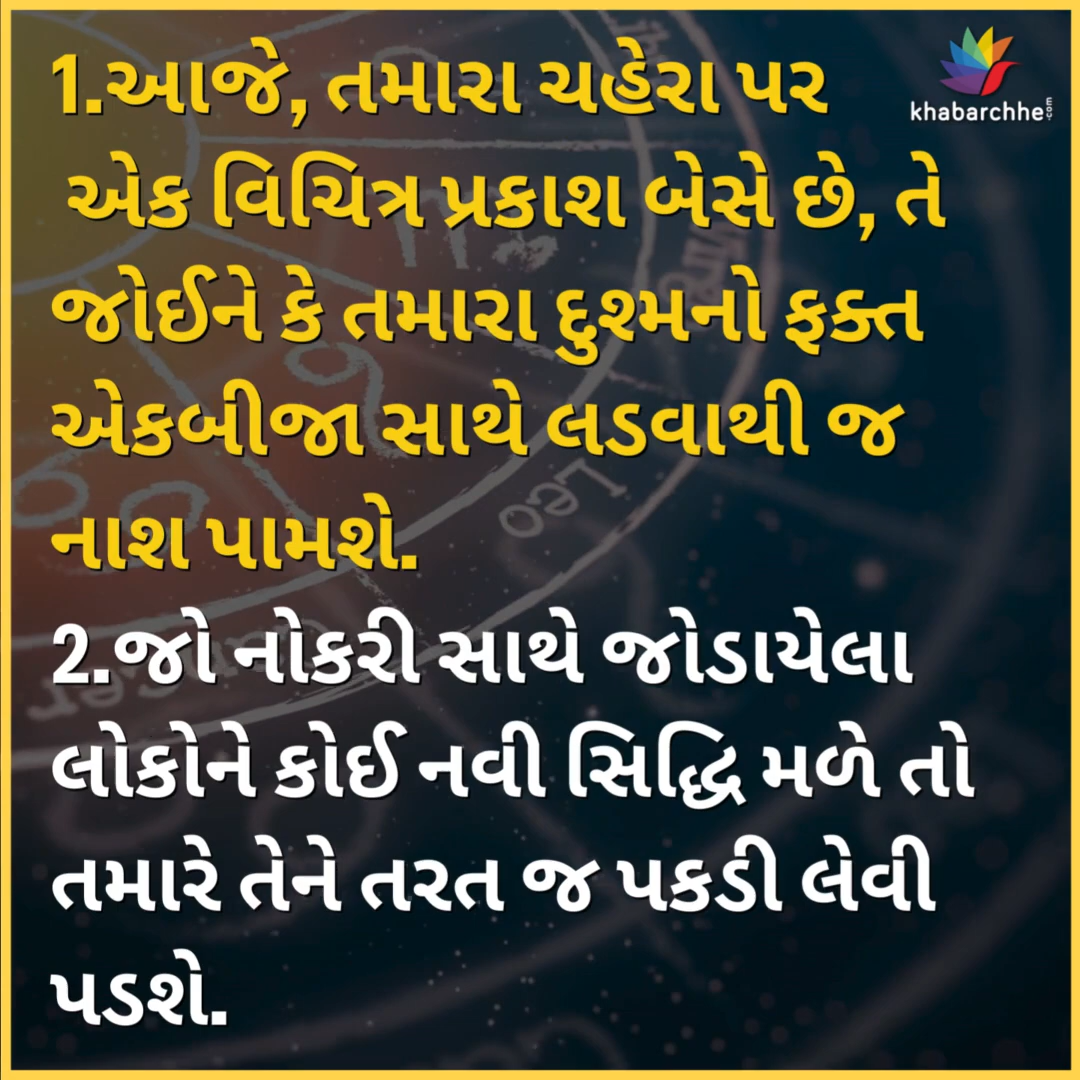 1.આજે, તમારા ચહેરા પર
એક વિચિત્ર પ્રકાશ બેસે છે, તે
જોઈને કે તમારા દુશ્મનો ફક્ત
એકબીજા સાથે લડવાથી જ
નાશ પામશે.
2.જો નોકરી સાથે જોડાયેલા
લોકોને કોઈ નવી સિદ્ધિ મળે તો
તમારે તેને તરત જ પકડી લેવી
પડશે.
khabarchhe.com
Leo